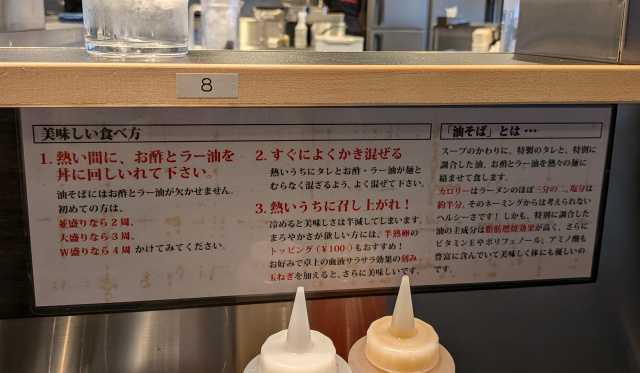 8
美味しい食べ方
1. 熱い間に、お酢とラー油を
丼に回しいれて下さい。
油そばにはお酢とラー油が欠かせません。
初めての方は、
並盛りなら2周、
大盛りなら3周、
W盛りなら4周 かけてみてください。
2. すぐによくかき混ぜる
熱いうちにタレとお酢・ラー油が麺と
むらなく混ざるよう、よく混ぜて下さい。
3. 熱いうちに召し上がれ！
冷めると美味しさは半減してしまいます。
まろやかさが欲しい方には、半熟卵の
トッピング(¥100)もおすすめ！
お好みで卓上の血液サラサラ効果の刻み
玉ねぎを加えると、さらに美味しいです。
「油そば」とは…
スープのかわりに、特製のタレと、特別に
調合した油、お酢とラー油を熱々の麺に
絡ませて食します。
カロリーはラーメンのほぼ三分の二、塩分は
約半分。そのネーミングからは考えられない
ヘルシーさです！しかも、特別に調合した
油の主成分は脂肪燃焼効果が高く、さらに
ビタミンEやポリフェノール、アミノ酸も
豊富に含んでいて美味しく体にも優しいの
です。